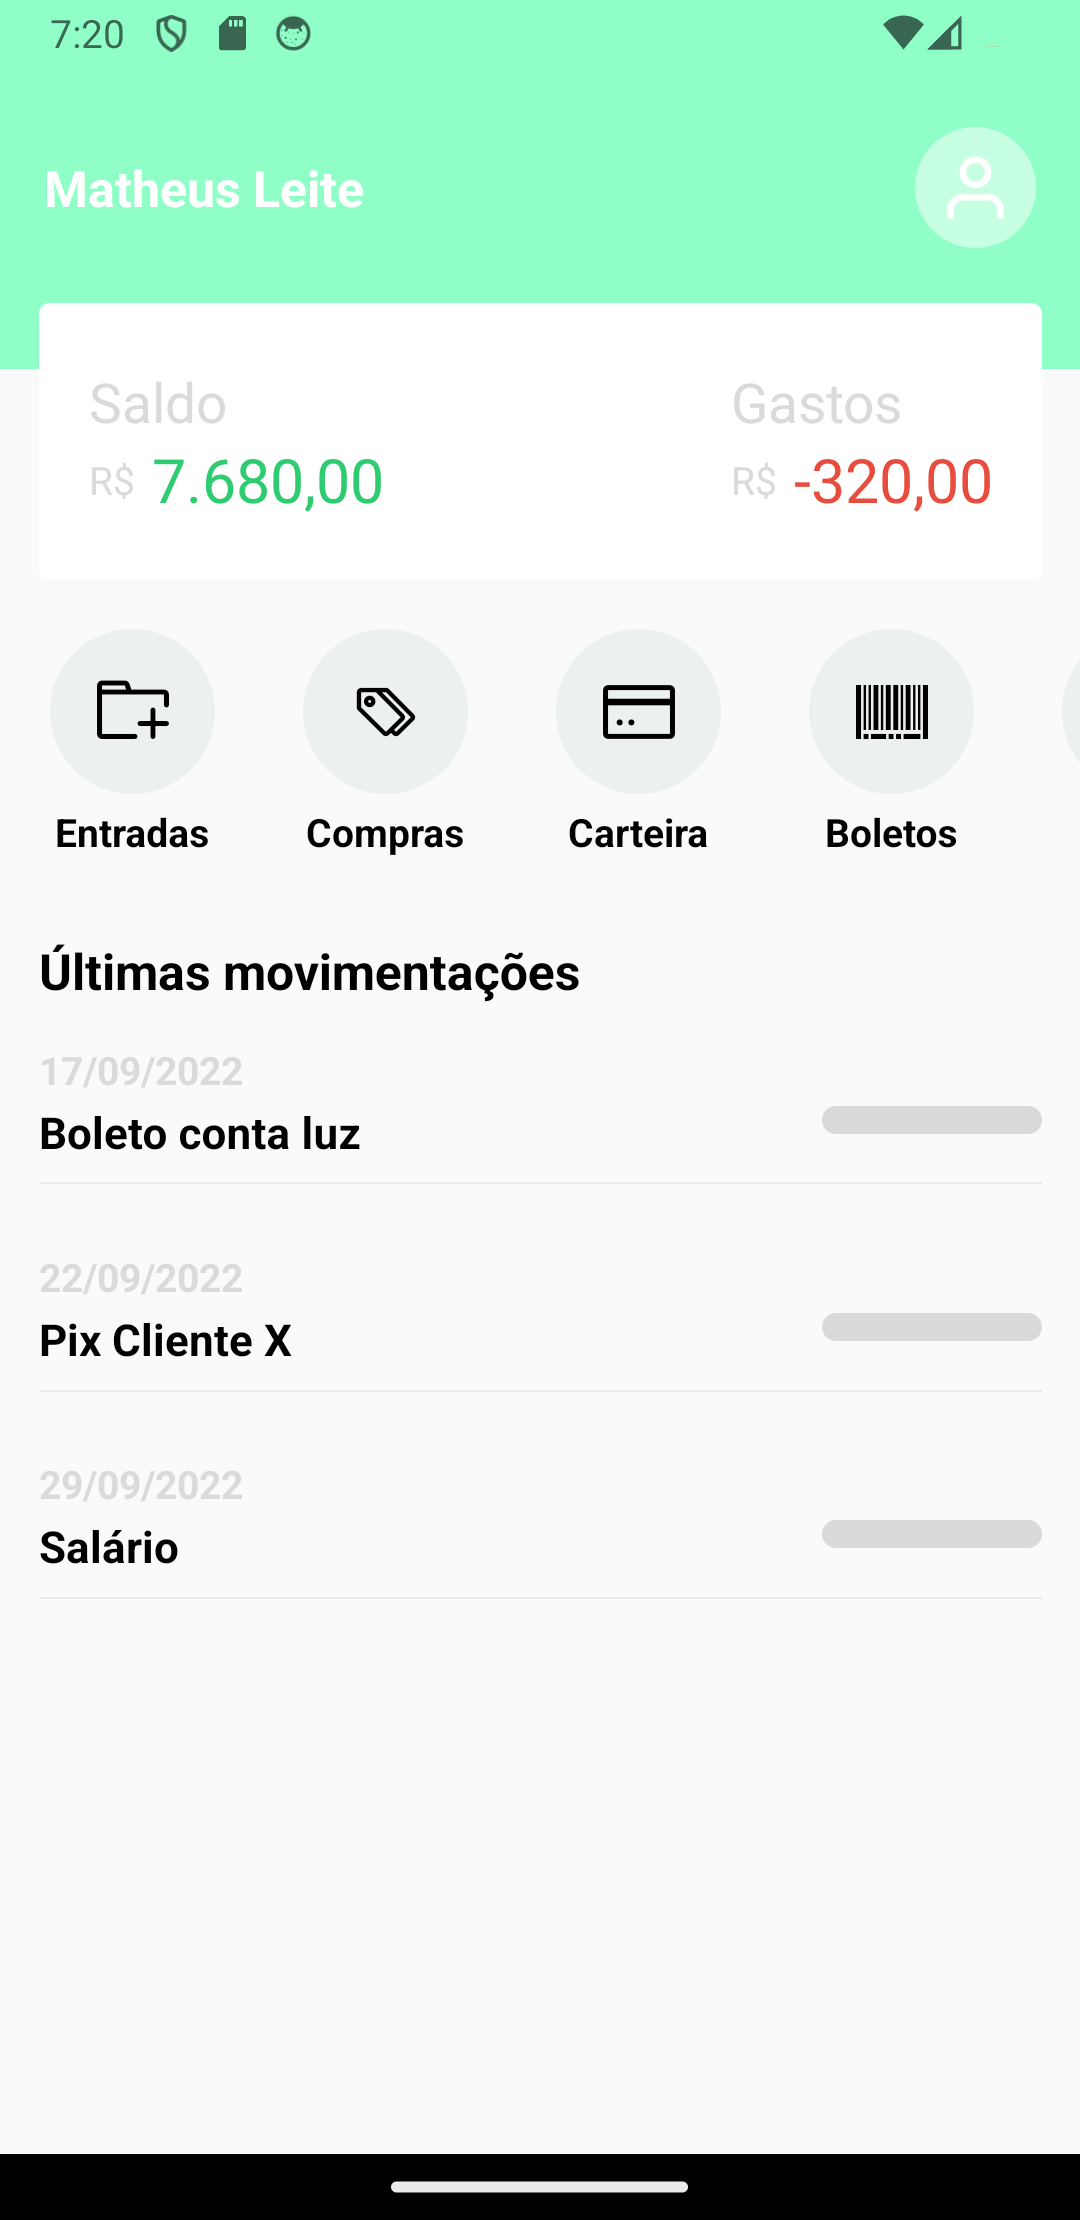 7:20
Matheus Leite
Saldo
Gastos
R$ 7.680,00
R$ -320,00
Entradas
Compras
Carteira
Boletos
Últimas movimentações
17/09/2022
Boleto conta luz
22/09/2022
Pix Cliente X
29/09/2022
Salário